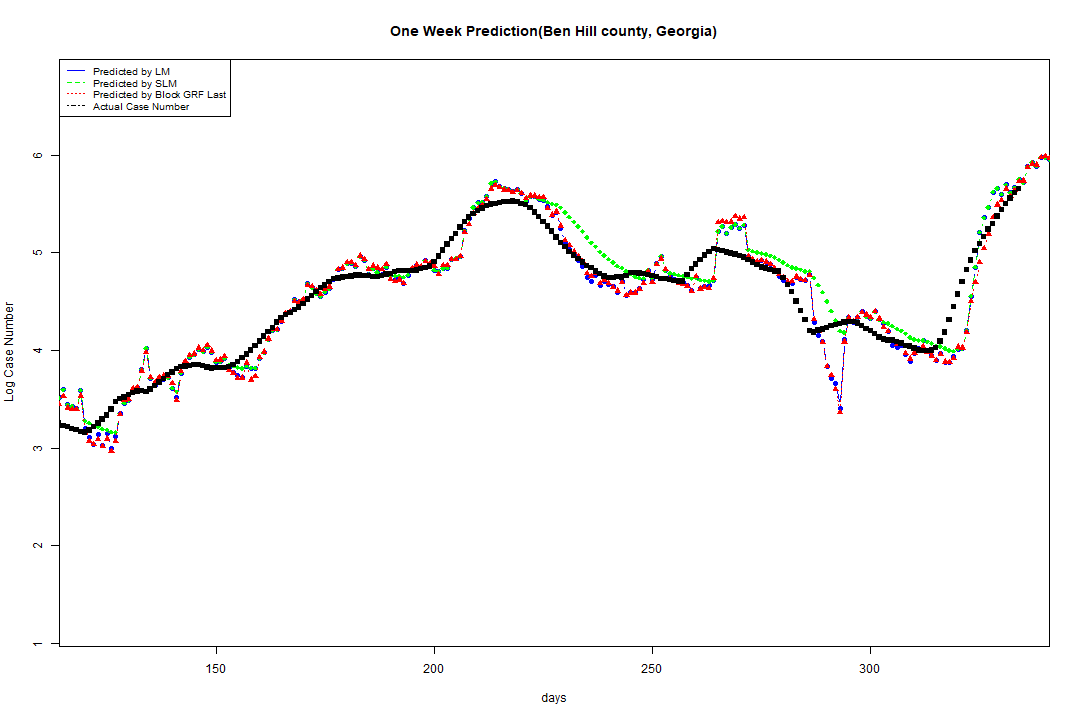 One Week Prediction(Ben Hill county, Georgia)
Predicted by LM
Predicted by SLM
Predicted by Block GRF Last
Actual Case Number
6
5
4
3
2
1
Log Case Number
150 200 250 300
days